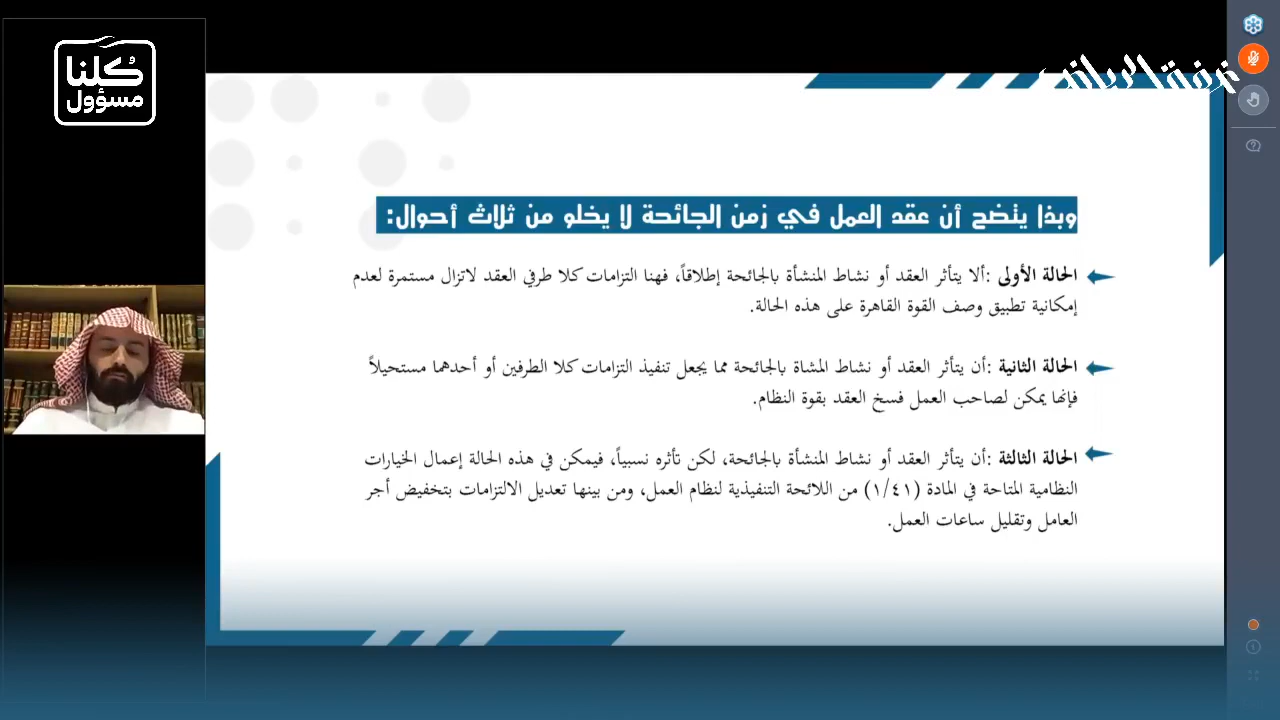 كلنا
مسؤول
غرفة الرياض
وبذا يتضح أن عقد العمل في زمن الجائحة لا يخلو من ثلاث أحوال:
الحالة الأولى :ألا يتأثر العقد أو نشاط المنشأة بالجائحة إطلاقاً، فهنا التزامات كلا طرفي العقد لاتزال مستمرة لعدم
إمكانية تطبيق وصف القوة القاهرة على هذه الحالة.
الحالة الثانية :أن يتأثر العقد أو نشاط المشاة بالجائحة مما يجعل تنفيذ التزامات كلا الطرفين أو أحدهما مستحيلاً
فإنها يمكن لصاحب العمل فسخ العقد بقوة النظام.
الحالة الثالثة :أن يتأثر العقد أو نشاط المنشأة بالجائحة، لكن تأثره نسبياً، فيمكن في هذه الحالة إعمال الخيارات
النظامية المتاحة في المادة (١/٤١) من اللائحة التنفيذية لنظام العمل، ومن بينها تعديل الالتزامات بتخفيض أجر
العامل وتقليل ساعات العمل.